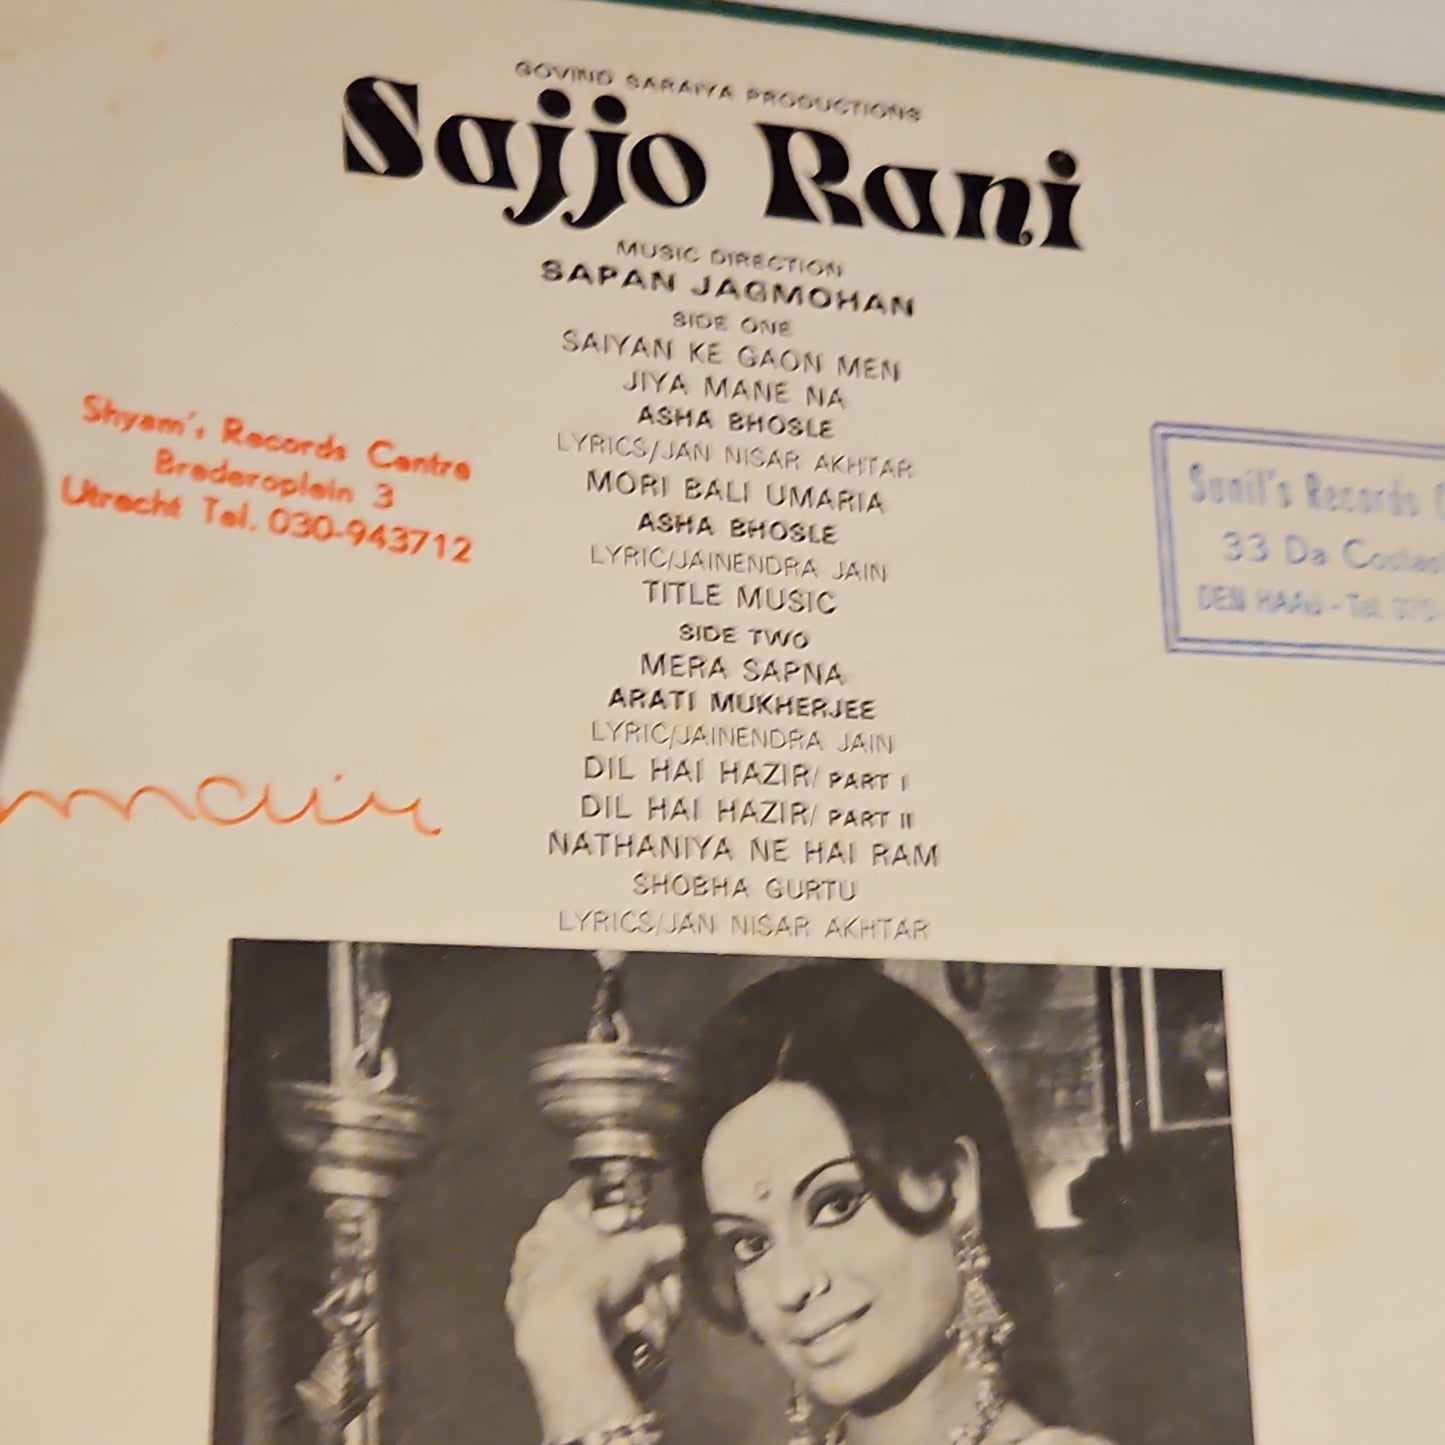 GOVIND SARAIYA PRODUCTIONS
Sajjo Rani
MUSIC DIRECTION
SAPAN JAGMOHAN
SIDE ONE
SAIYAN KE GAON MEN
JIYA MANE NA
ASHA BHOSLE
LYRICS/JAN NISAR AKHTAR
MORI BALI UMARIA
ASHA BHOSLE
LYRIC/JAINENDRA JAIN
TITLE MUSIC
SIDE TWO
MERA SAPNA
ARATI MUKHERJEE
LYRIC/JAINENDRA JAIN
DIL HAI HAZIR/ PART I
DIL HAI HAZIR/ PART II
NATHANIYA NE HAI RAM
SHOBHA GURTU
LYRICS/JAN NISAR AKHTAR
Shyam's Records Centre
Brederoplein 3
Utrecht Tel. 030-943712
Sunil's Records
33 Da
DEN HAAG - Tel. 070-